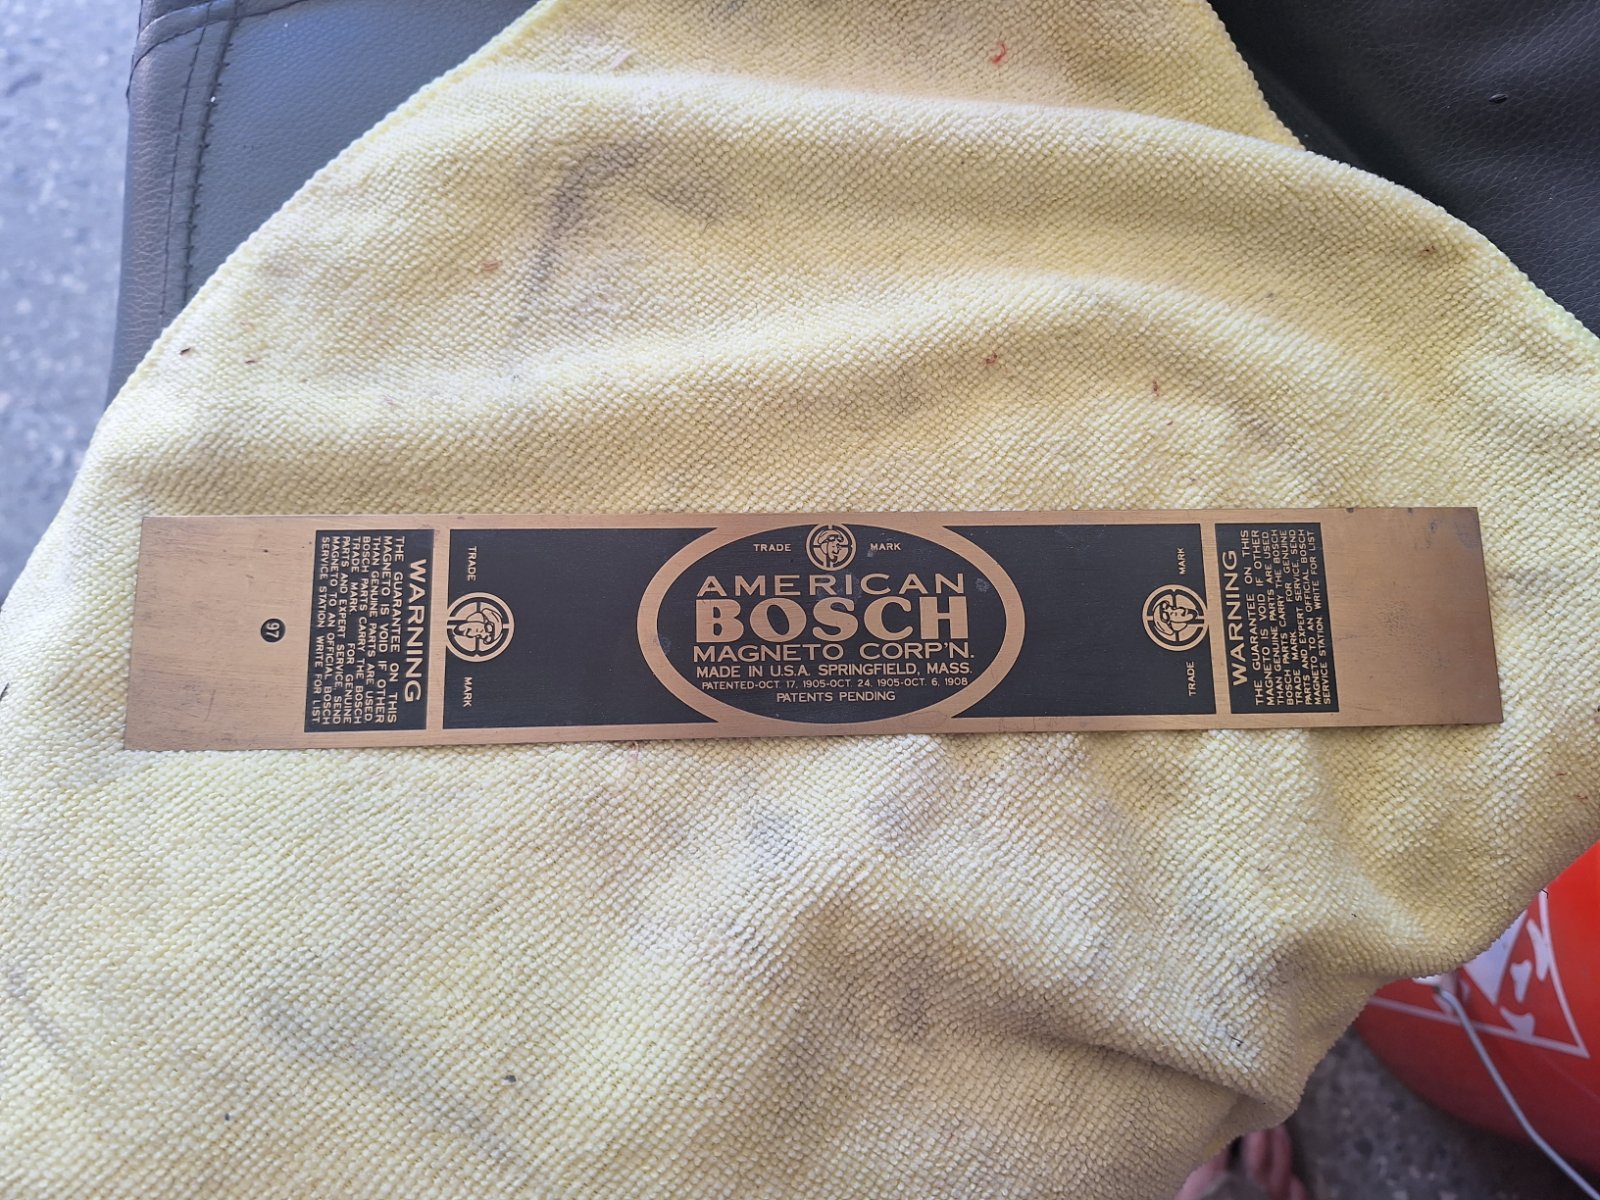 97
WARNING
THE GUARANTEE ON THIS
MAGNETO IS VOID IF OTHER
THAN GENUINE PARTS ARE USED
BOSCH PARTS CARRY THE BOSCH
TRADE MARK. FOR GENUINE
PARTS AND EXPERT SERVICE, SEND
MAGNETO TO AN OFFICIAL BOSCH
SERVICE STATION. WRITE FOR LIST
TRADE MARK
TRADE MARK
AMERICAN
BOSCH
MAGNETO CORP'N.
MADE IN U.S.A. SPRINGFIELD, MASS.
PATENTED-OCT. 17, 1905-OCT. 24, 1905-OCT. 6, 1908
PATENTS PENDING
TRADE MARK
WARNING
THE GUARANTEE ON THIS
MAGNETO IS VOID IF OTHER
THAN GENUINE PARTS ARE USED
BOSCH PARTS CARRY THE BOSCH
TRADE MARK. FOR GENUINE
PARTS AND EXPERT SERVICE, SEND
MAGNETO TO AN OFFICIAL BOSCH
SERVICE STATION. WRITE FOR LIST